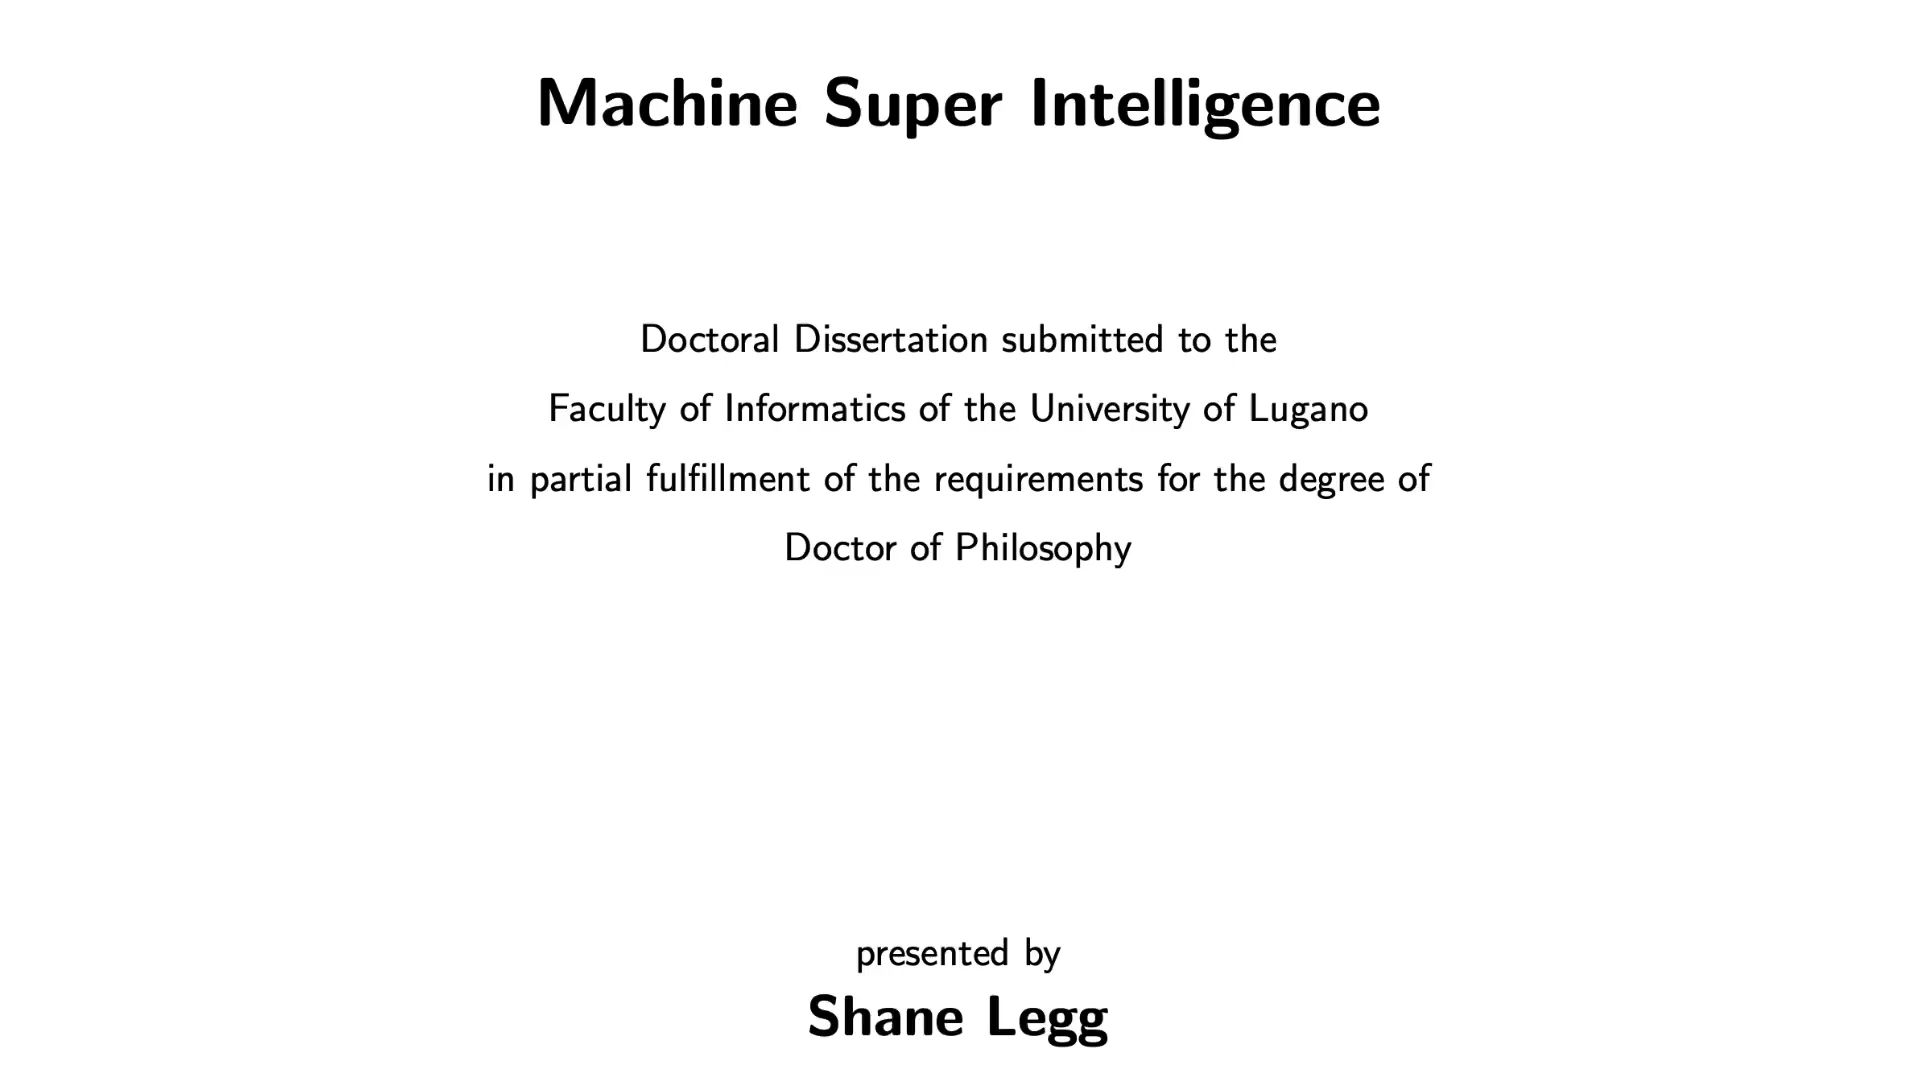 Machine Super Intelligence
Doctoral Dissertation submitted to the
Faculty of Informatics of the University of Lugano
in partial fulfillment of the requirements for the degree of
Doctor of Philosophy
presented by
Shane Legg